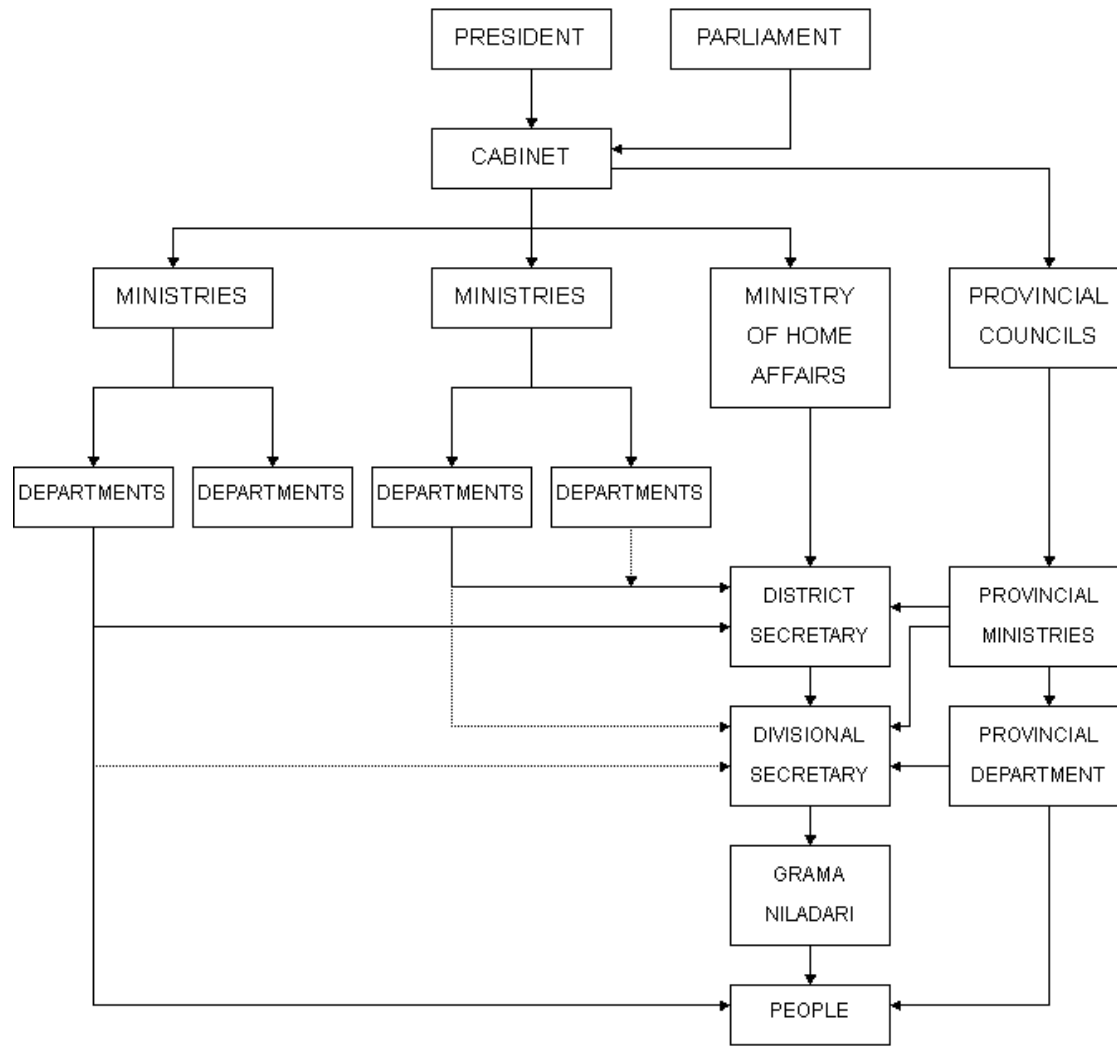 PRESIDENT
PARLIAMENT
CABINET
MINISTRIES
MINISTRIES
MINISTRY
OF HOME
AFFAIRS
PROVINCIAL
COUNCILS
DEPARTMENTS
DEPARTMENTS
DEPARTMENTS
DEPARTMENTS
DISTRICT
SECRETARY
PROVINCIAL
MINISTRIES
DIVISIONAL
SECRETARY
PROVINCIAL
DEPARTMENT
GRAMA
NILADARI
PEOPLE